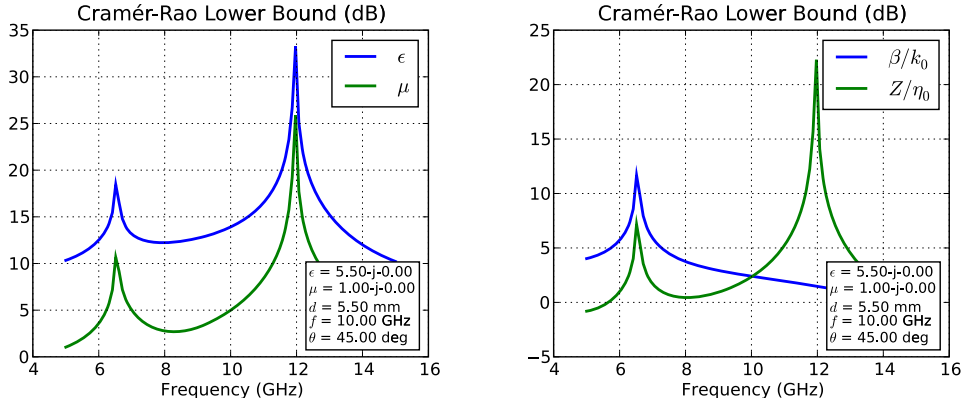 Cramér-Rao Lower Bound (dB)
35
30
25
20
15
10
5
0
4 6 8 10 12 14 16
Frequency (GHz)
ϵ
μ
ϵ = 5.50-j-0.00
μ = 1.00-j-0.00
d = 5.50 mm
f = 10.00 GHz
θ = 45.00 deg
Cramér-Rao Lower Bound (dB)
25
20
15
10
5
0
−5
4 6 8 10 12 14 16
Frequency (GHz)
β/k₀
Z/η₀
ϵ = 5.50-j-0.00
μ = 1.00-j-0.00
d = 5.50 mm
f = 10.00 GHz
θ = 45.00 deg